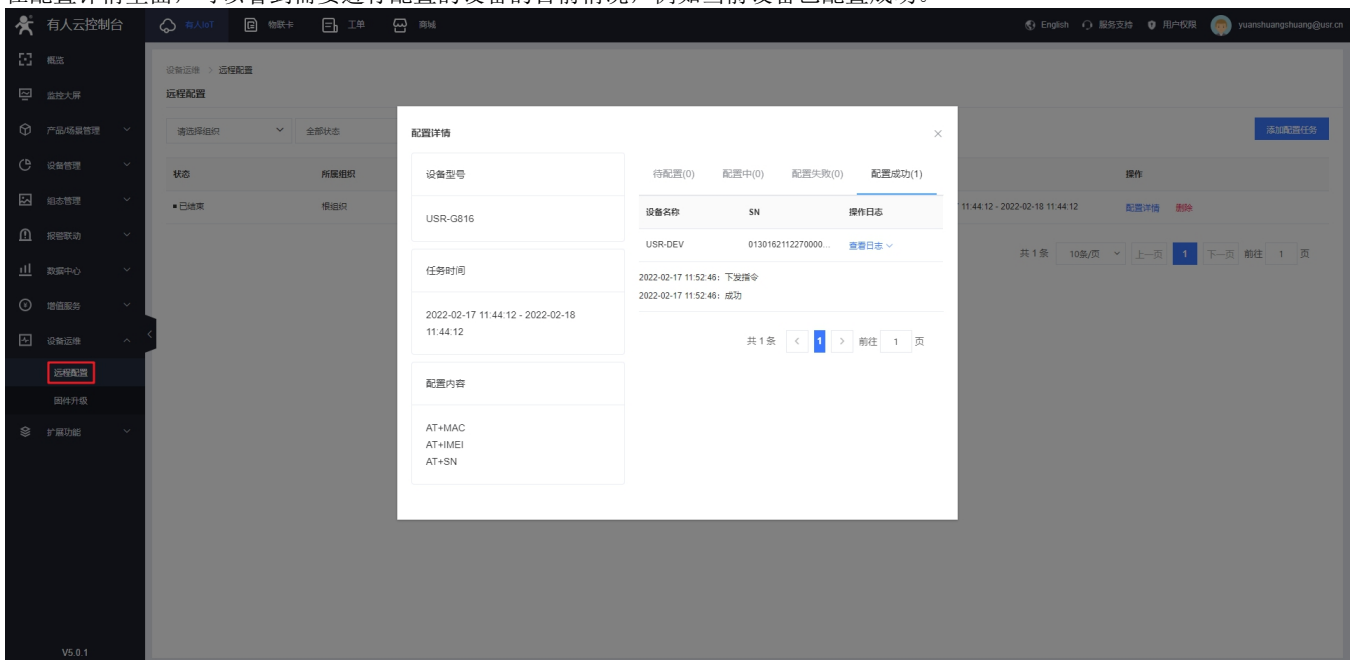 在配置详情里面，可以看到需要进行配置的设备的目前情况，例如当前设备已配置成功。
有人云控制台 有人IoT 物联卡 工单 商城 English 服务支持 用户权限 yuanshuangshuang@usr.cn
概览
监控大屏
产品/场景管理
设备管理
组态管理
报警联动
数据中心
增值服务
设备运维
远程配置
固件升级
扩展功能
V5.0.1
设备运维 > 远程配置
远程配置
请选择组织 全部状态 添加配置任务
状态 所属组织 操作
已结束 根组织 11:44:12 - 2022-02-18 11:44:12 配置详情 删除
共 1 条 10条/页 上一页 1 下一页 前往 1 页
配置详情
设备型号
USR-G816
任务时间
2022-02-17 11:44:12 - 2022-02-18
11:44:12
配置内容
AT+MAC
AT+IMEI
AT+SN
待配置(0) 配置中(0) 配置失败(0) 配置成功(1)
设备名称 SN 操作日志
USR-DEV 0130162112270000... 查看日志
2022-02-17 11:52:46：下发指令
2022-02-17 11:52:46：成功
共 1 条 < 1 > 前往 1 页